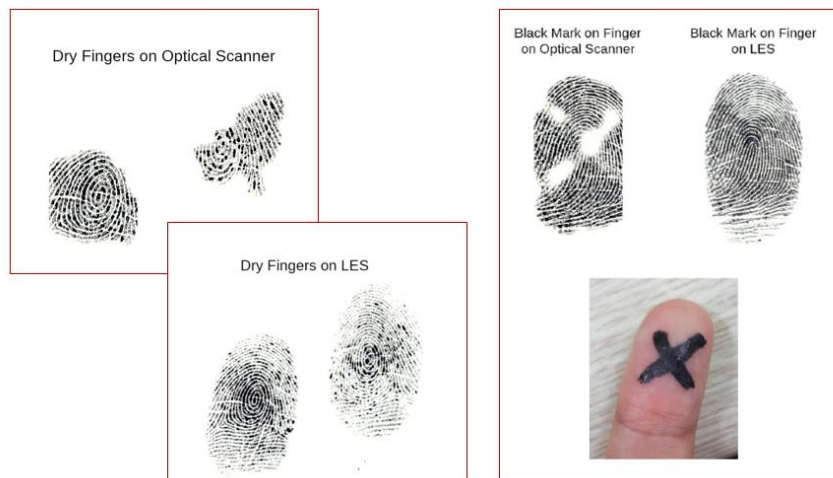 Dry Fingers on Optical Scanner
Dry Fingers on LES
Black Mark on Finger
on Optical Scanner
Black Mark on Finger
on LES